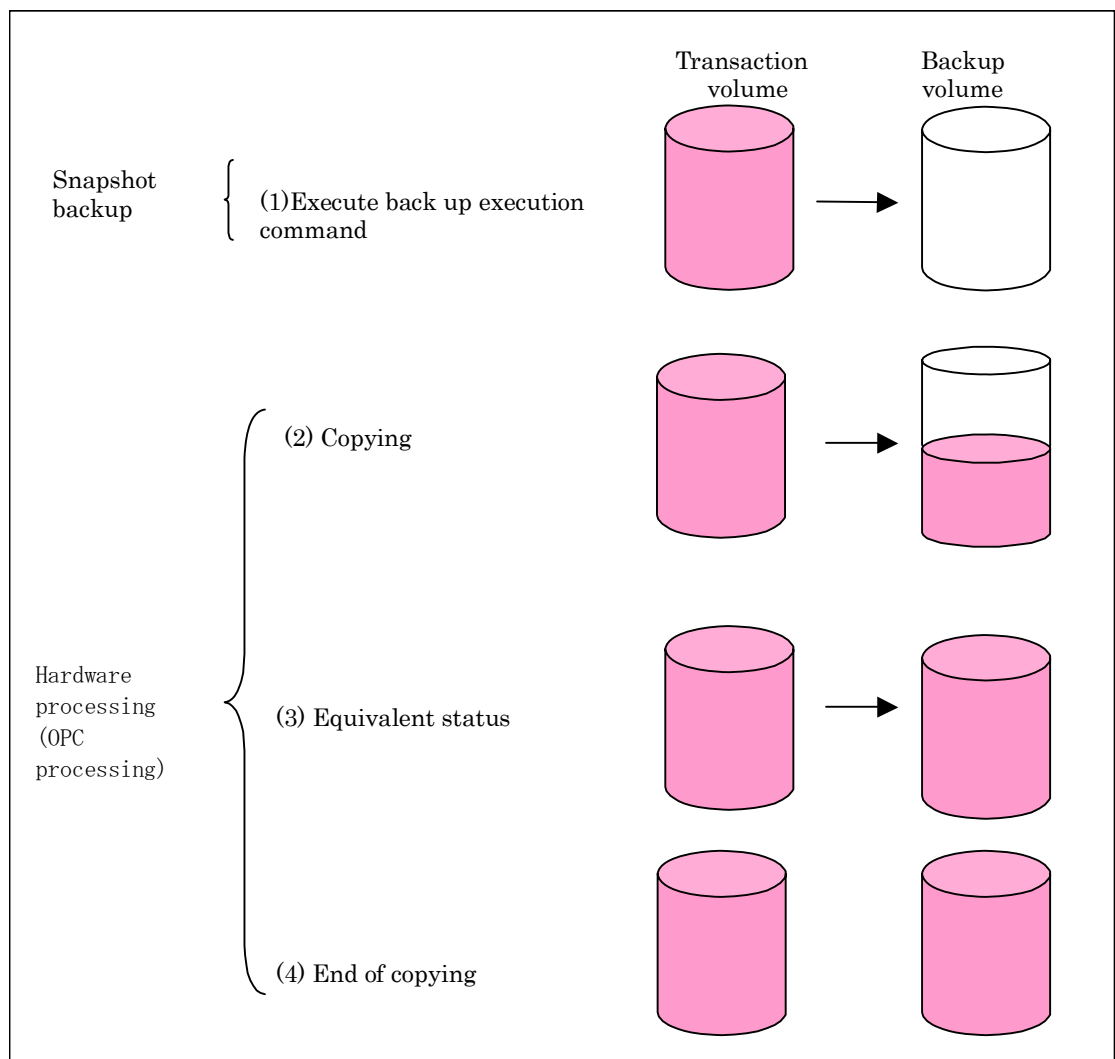 Transaction
volume
Backup
volume
Snapshot
backup
(1)Execute back up execution
command
(2) Copying
Hardware
processing
(OPC
processing)
(3) Equivalent status
(4) End of copying